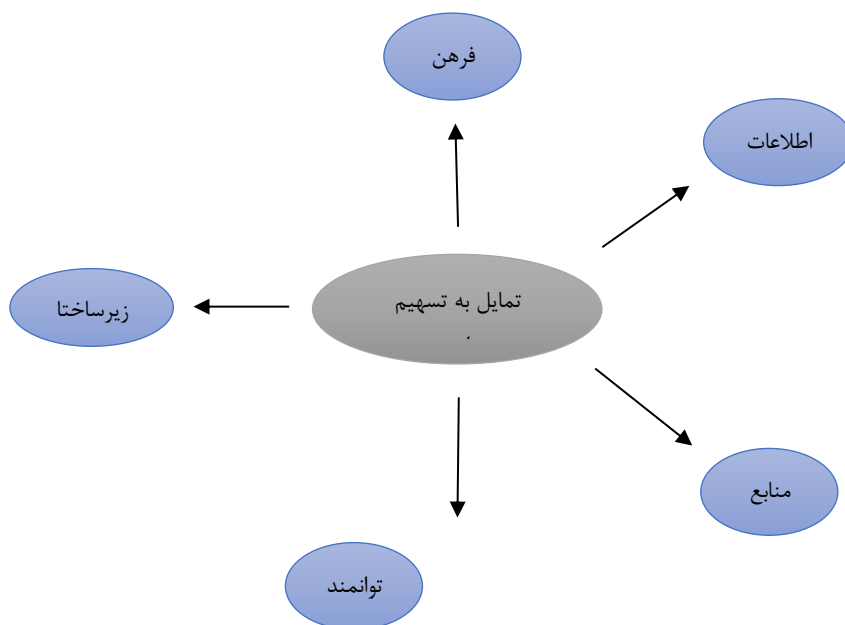 فرهن
اطلاعات
تمایل به تسهیم
.
زیرساختا
منابع
توانمند